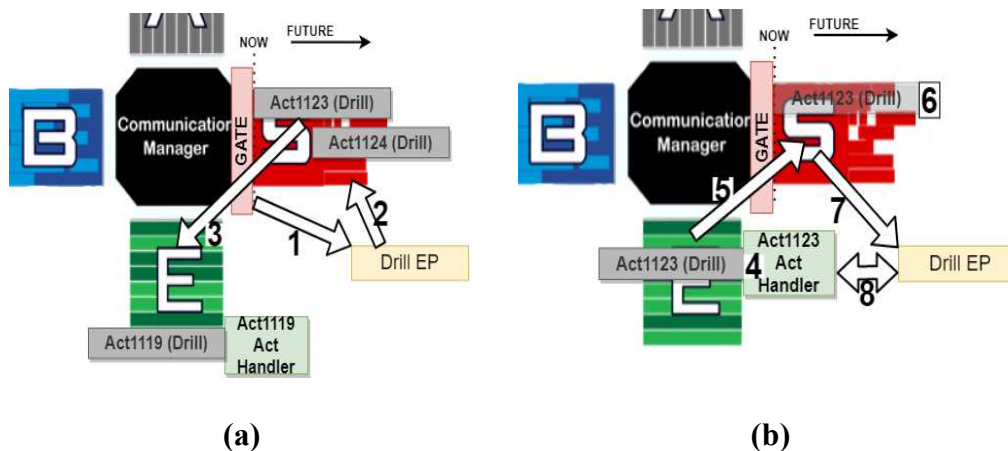 A
NOW
FUTURE
B
Communication
Manager
GATE
S
Act1123 (Drill)
Act1124 (Drill)
3
1
2
Drill EP
E
Act1119 (Drill)
Act1119
Act
Handler
(a)
A
NOW
FUTURE
B
Communication
Manager
GATE
S
Act1123 (Drill)
6
5
7
Act1123 (Drill)
E
4
Act1123
Act
Handler
8
Drill EP
(b)